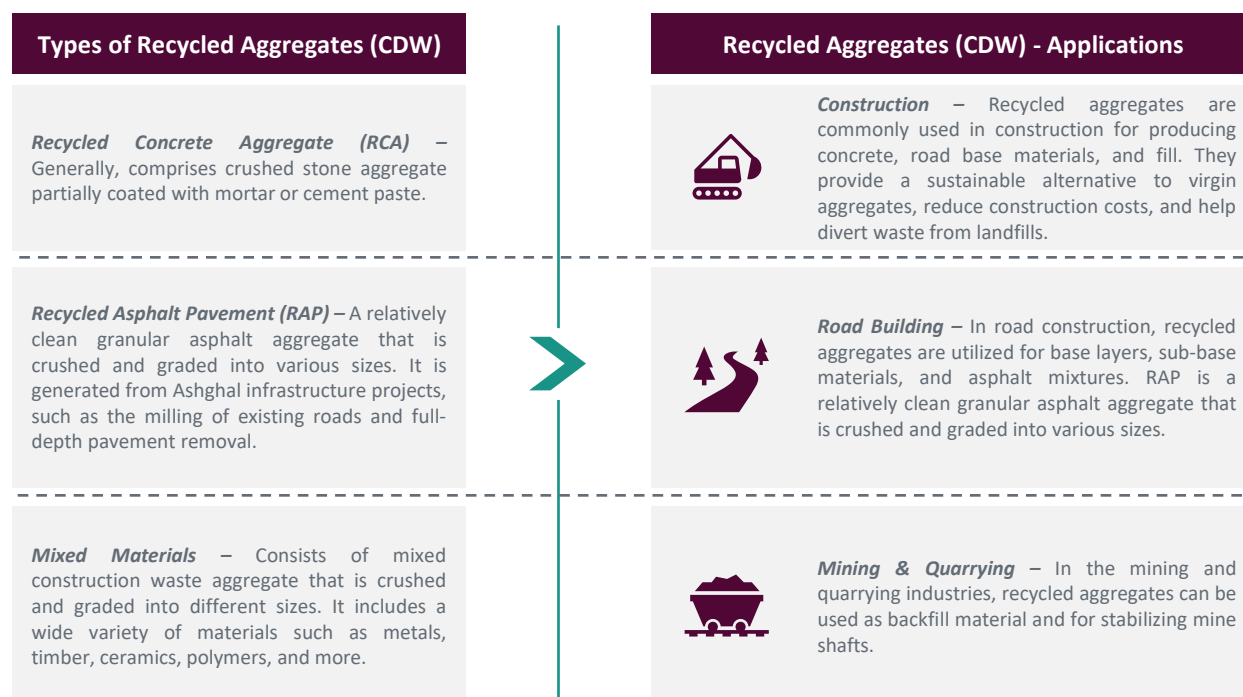 Types of Recycled Aggregates (CDW)
Recycled Concrete Aggregate (RCA) –
Generally, comprises crushed stone aggregate
partially coated with mortar or cement paste.
Recycled Asphalt Pavement (RAP) – A relatively
clean granular asphalt aggregate that is
crushed and graded into various sizes. It is
generated from Ashghal infrastructure projects,
such as the milling of existing roads and full-
depth pavement removal.
Mixed Materials – Consists of mixed
construction waste aggregate that is crushed
and graded into different sizes. It includes a
wide variety of materials such as metals,
timber, ceramics, polymers, and more.
Recycled Aggregates (CDW) - Applications
Construction – Recycled aggregates are
commonly used in construction for producing
concrete, road base materials, and fill. They
provide a sustainable alternative to virgin
aggregates, reduce construction costs, and help
divert waste from landfills.
Road Building – In road construction, recycled
aggregates are utilized for base layers, sub-base
materials, and asphalt mixtures. RAP is a
relatively clean granular asphalt aggregate that
is crushed and graded into various sizes.
Mining & Quarrying – In the mining and
quarrying industries, recycled aggregates can be
used as backfill material and for stabilizing mine
shafts.